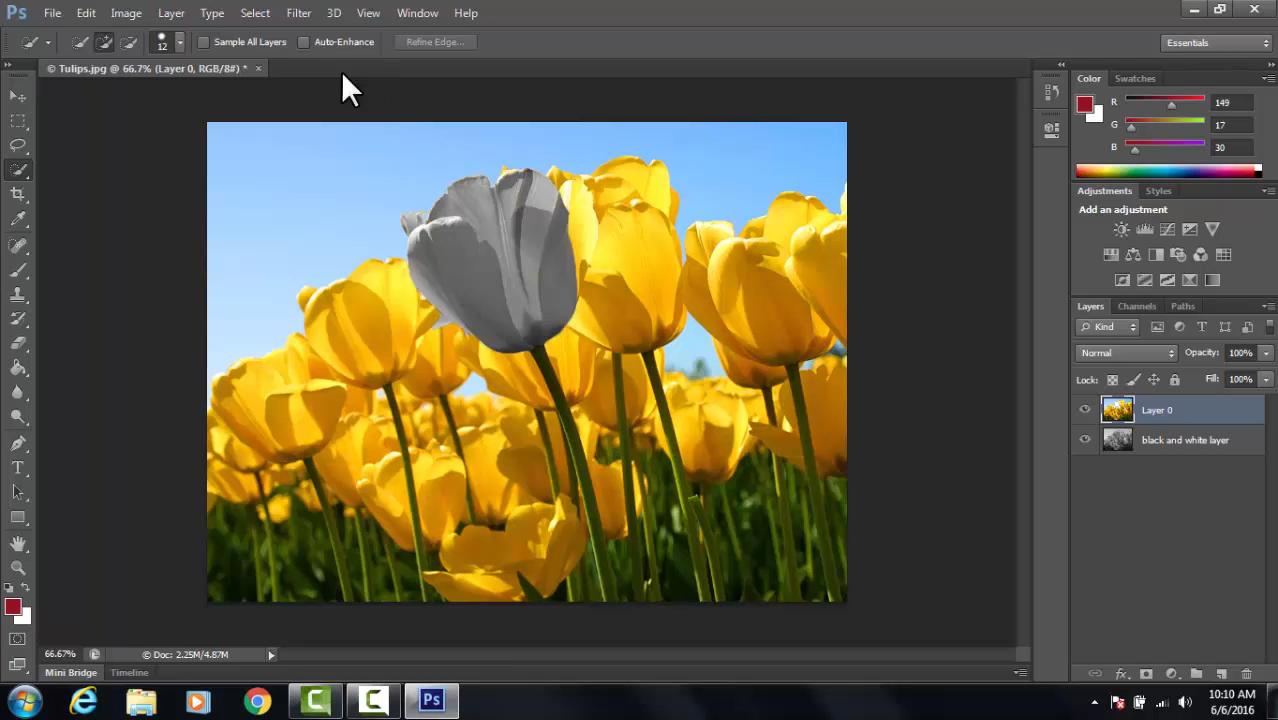 Ps File Edit Image Layer Type Select Filter 3D View Window Help
12 Sample All Layers Auto-Enhance Refine Edge... Essentials
© Tulips.jpg @ 66.7% (Layer 0, RGB/8#) * ×
Color Swatches
R 149
G 17
B 30
Adjustments Styles
Add an adjustment
Layers Channels Paths
Kind
Normal Opacity: 100%
Lock: Fill: 100%
Layer 0
black and white layer
66.67% © Doc: 2.25M/4.87M
Mini Bridge Timeline
Ps
10:10 AM
6/6/2016